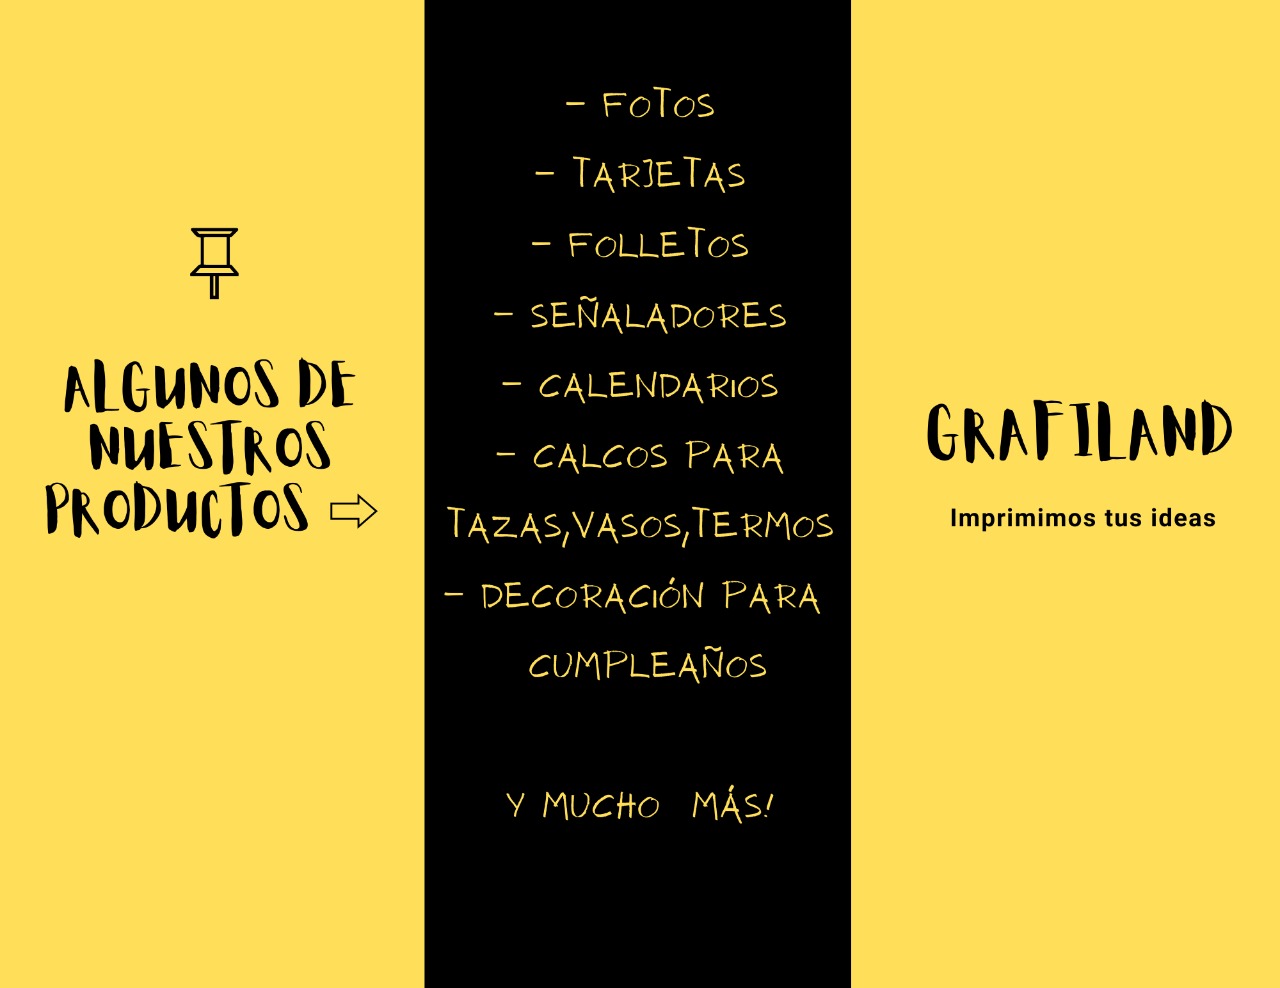 ALGUNOS DE
NUESTROS
PRODUCTOS
- FOTOS
- TARJETAS
- FOLLETOS
- SEÑALADORES
- CALENDARIOS
- CALCOS PARA
TAZAS,VASOS,TERMOS
- DECORACIÓN PARA
CUMPLEAÑOS
Y MUCHO MÁS!
GRAFILAND
Imprimimos tus ideas